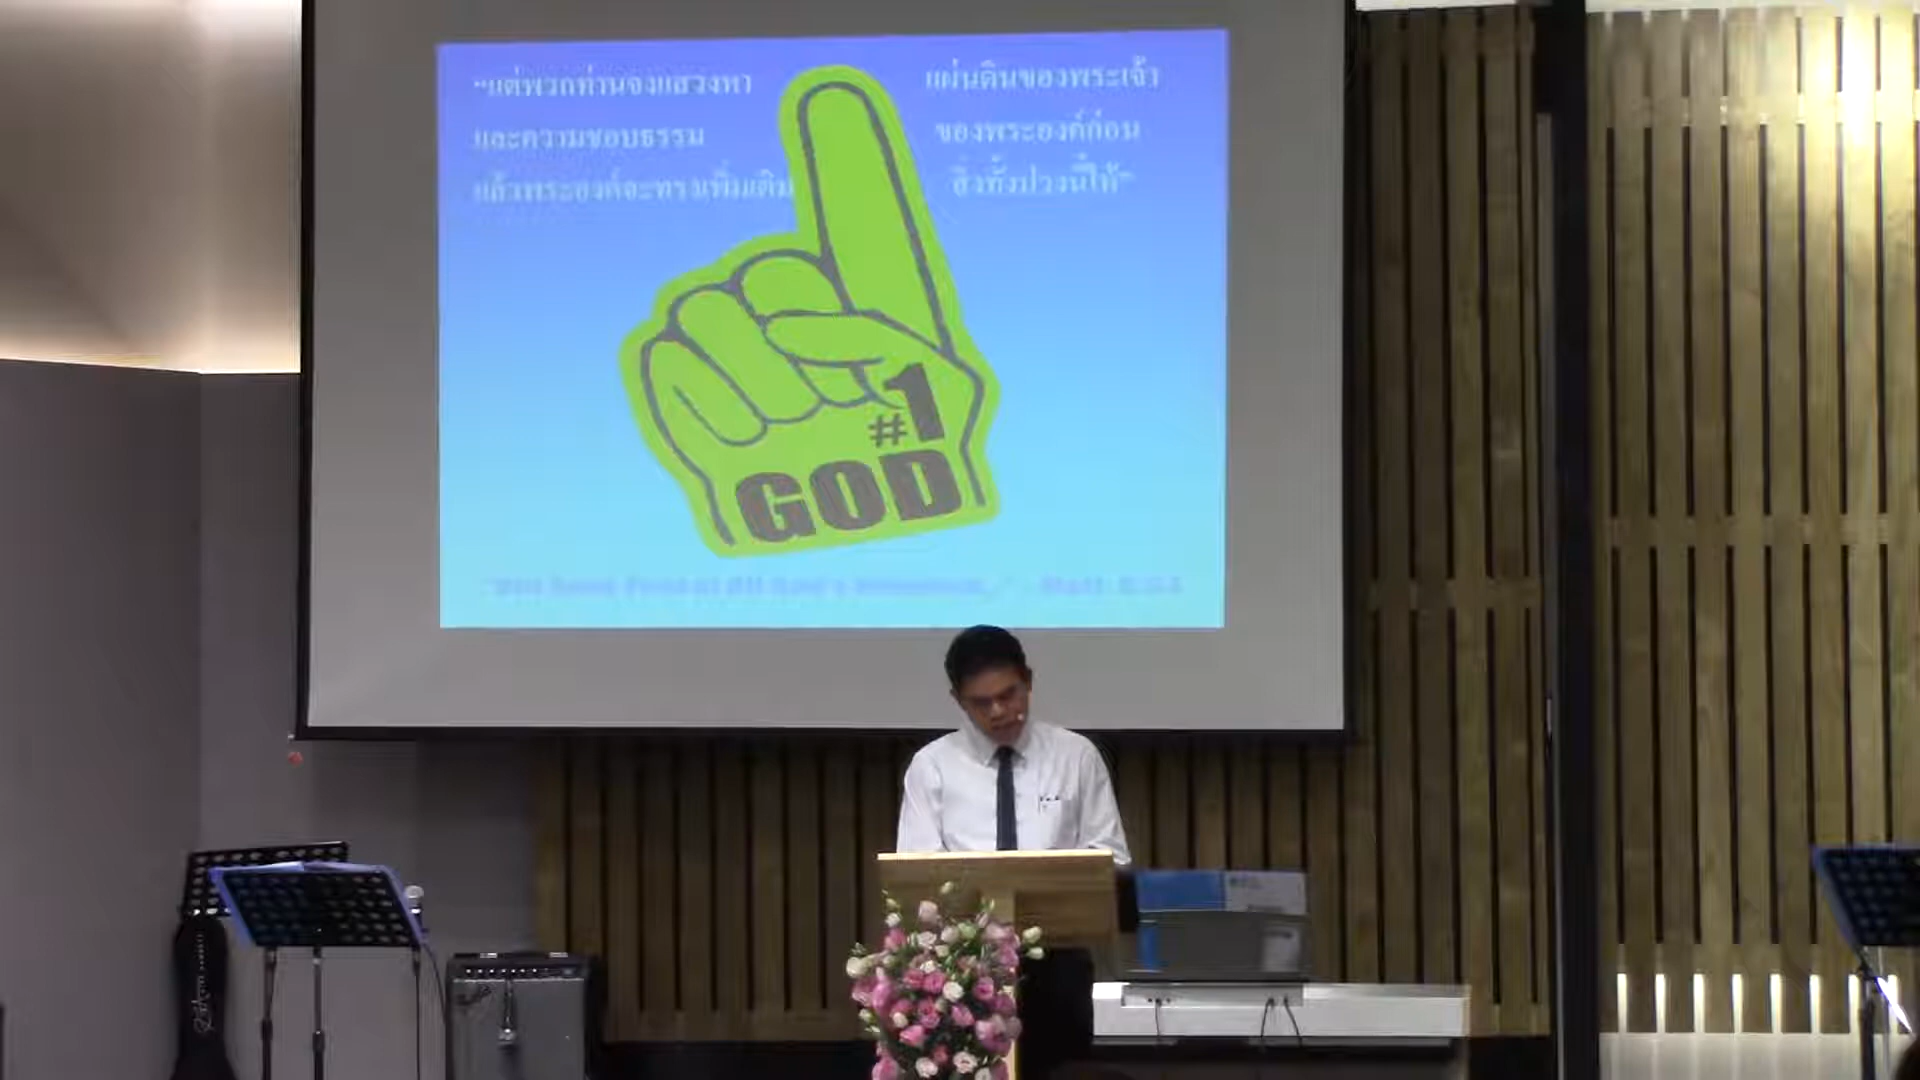 “แต่พวกท่านจงแสวงหา แผ่นดินของพระเจ้า
และความชอบธรรม ของพระองค์ก่อน
แล้วพระองค์จะทรงเพิ่มเติม สิ่งทั้งปวงนี้ให้”
#1
GOD